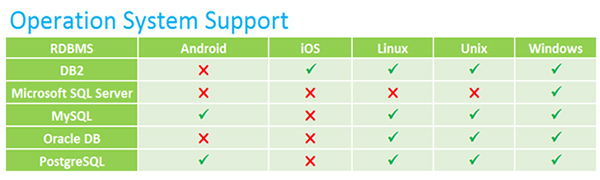 Operation System Support
RDBMS Android iOS Linux Unix Windows
DB2 ✗ ✓ ✓ ✓ ✓
Microsoft SQL Server ✗ ✗ ✗ ✗ ✓
MySQL ✓ ✗ ✓ ✓ ✓
Oracle DB ✗ ✗ ✓ ✓ ✓
PostgreSQL ✓ ✗ ✓ ✓ ✓